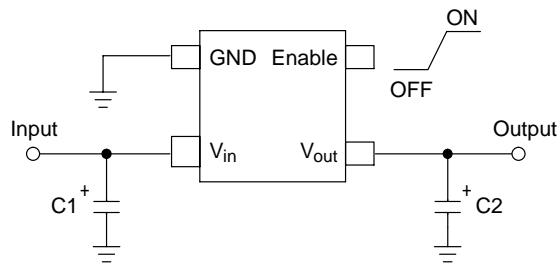 ON
GND Enable
OFF
Input Output
Vin Vout
C1 + + C2